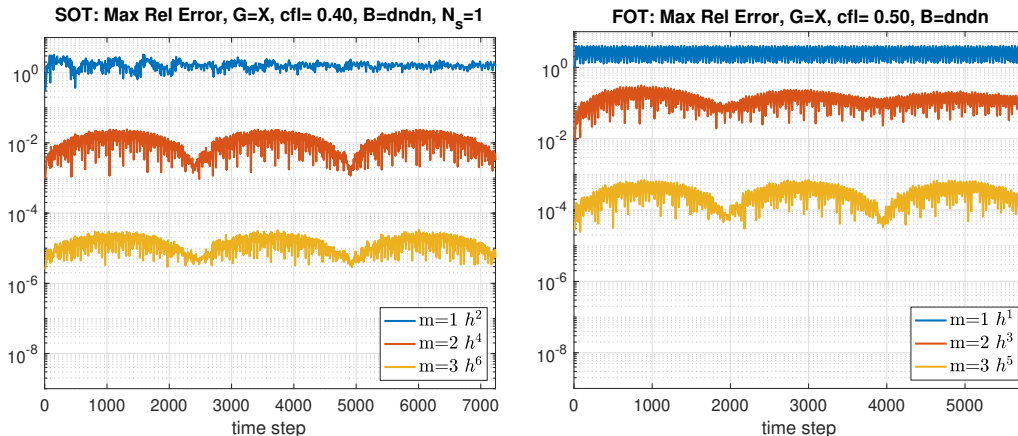 SOT: Max Rel Error, G=X, cfl= 0.40, B=dndn, N_s=1
10^0
10^-2
10^-4
10^-6
10^-8
m=1 h^2
m=2 h^4
m=3 h^6
0 1000 2000 3000 4000 5000 6000 7000
time step
FOT: Max Rel Error, G=X, cfl= 0.50, B=dndn
10^0
10^-2
10^-4
10^-6
10^-8
m=1 h^1
m=2 h^3
m=3 h^5
0 1000 2000 3000 4000 5000
time step